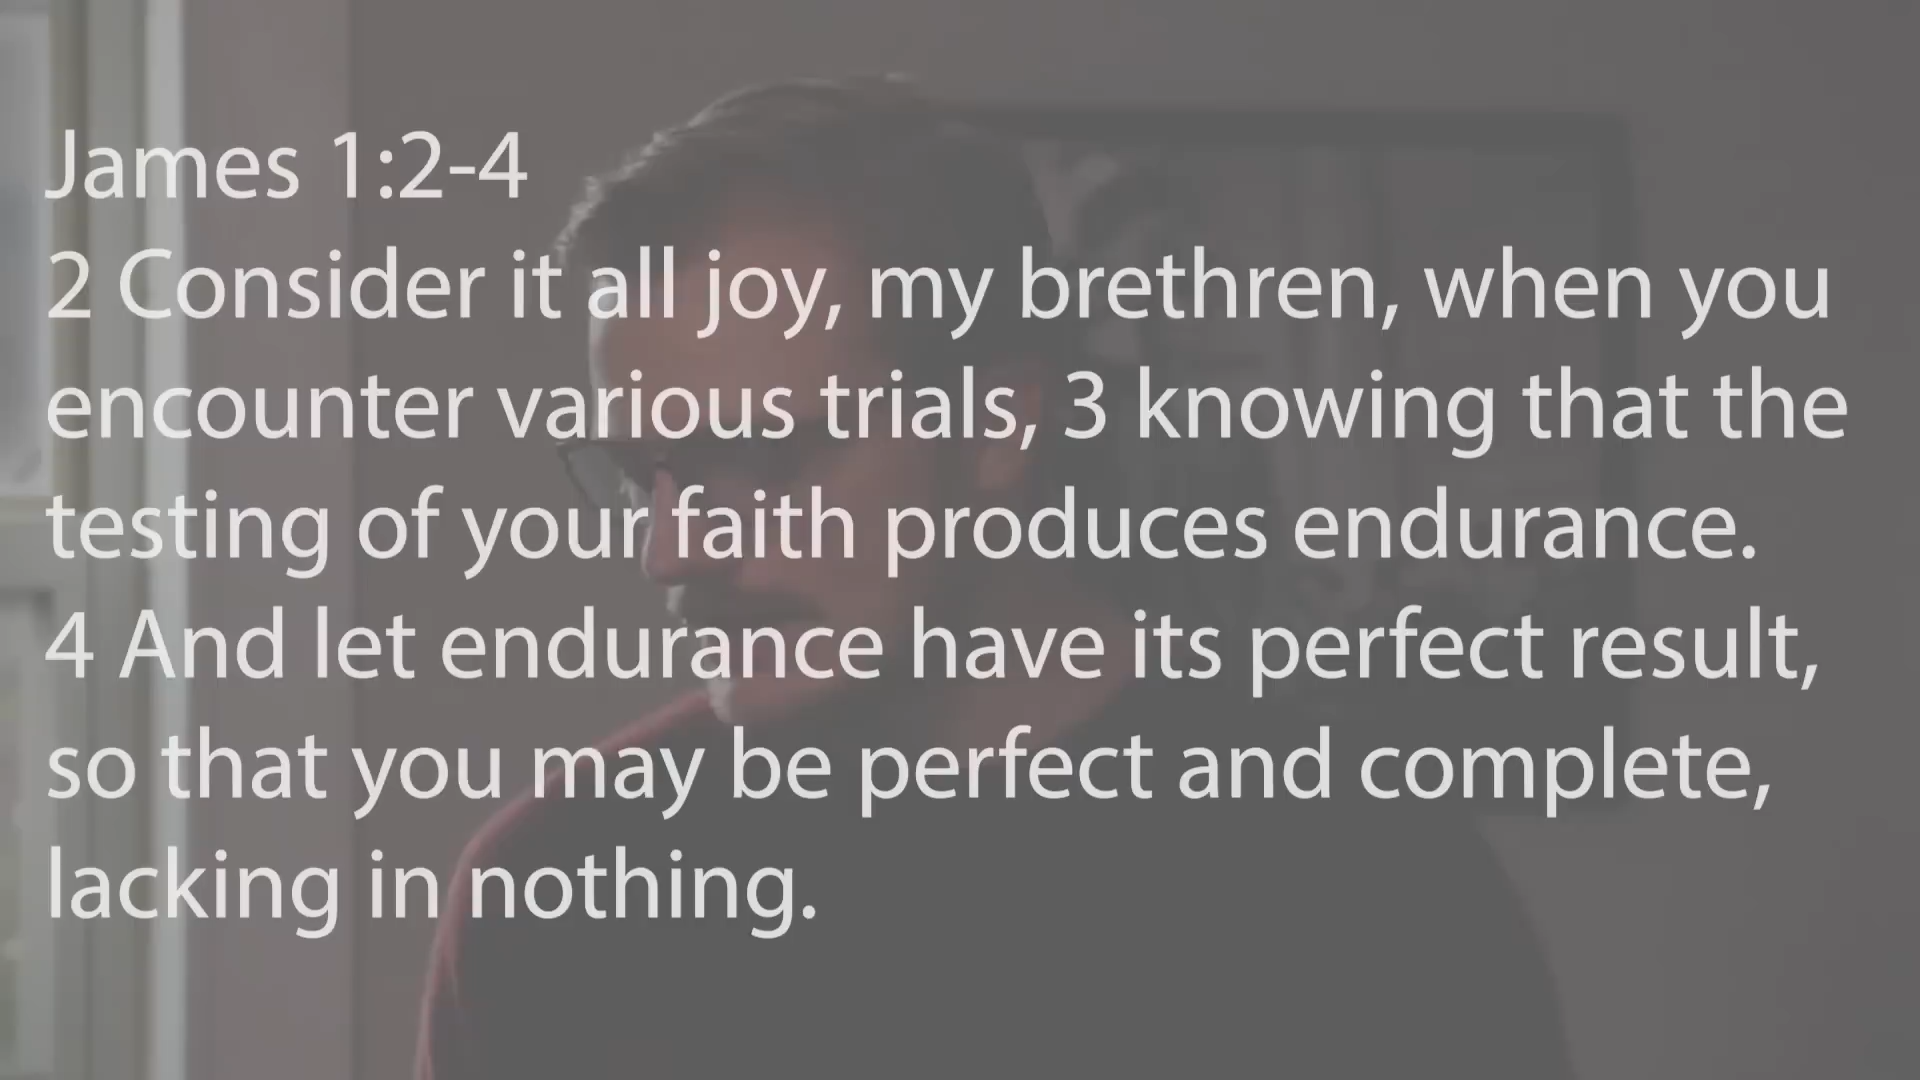 James 1:2-4
2 Consider it all joy, my brethren, when you
encounter various trials, 3 knowing that the
testing of your faith produces endurance.
4 And let endurance have its perfect result,
so that you may be perfect and complete,
lacking in nothing.